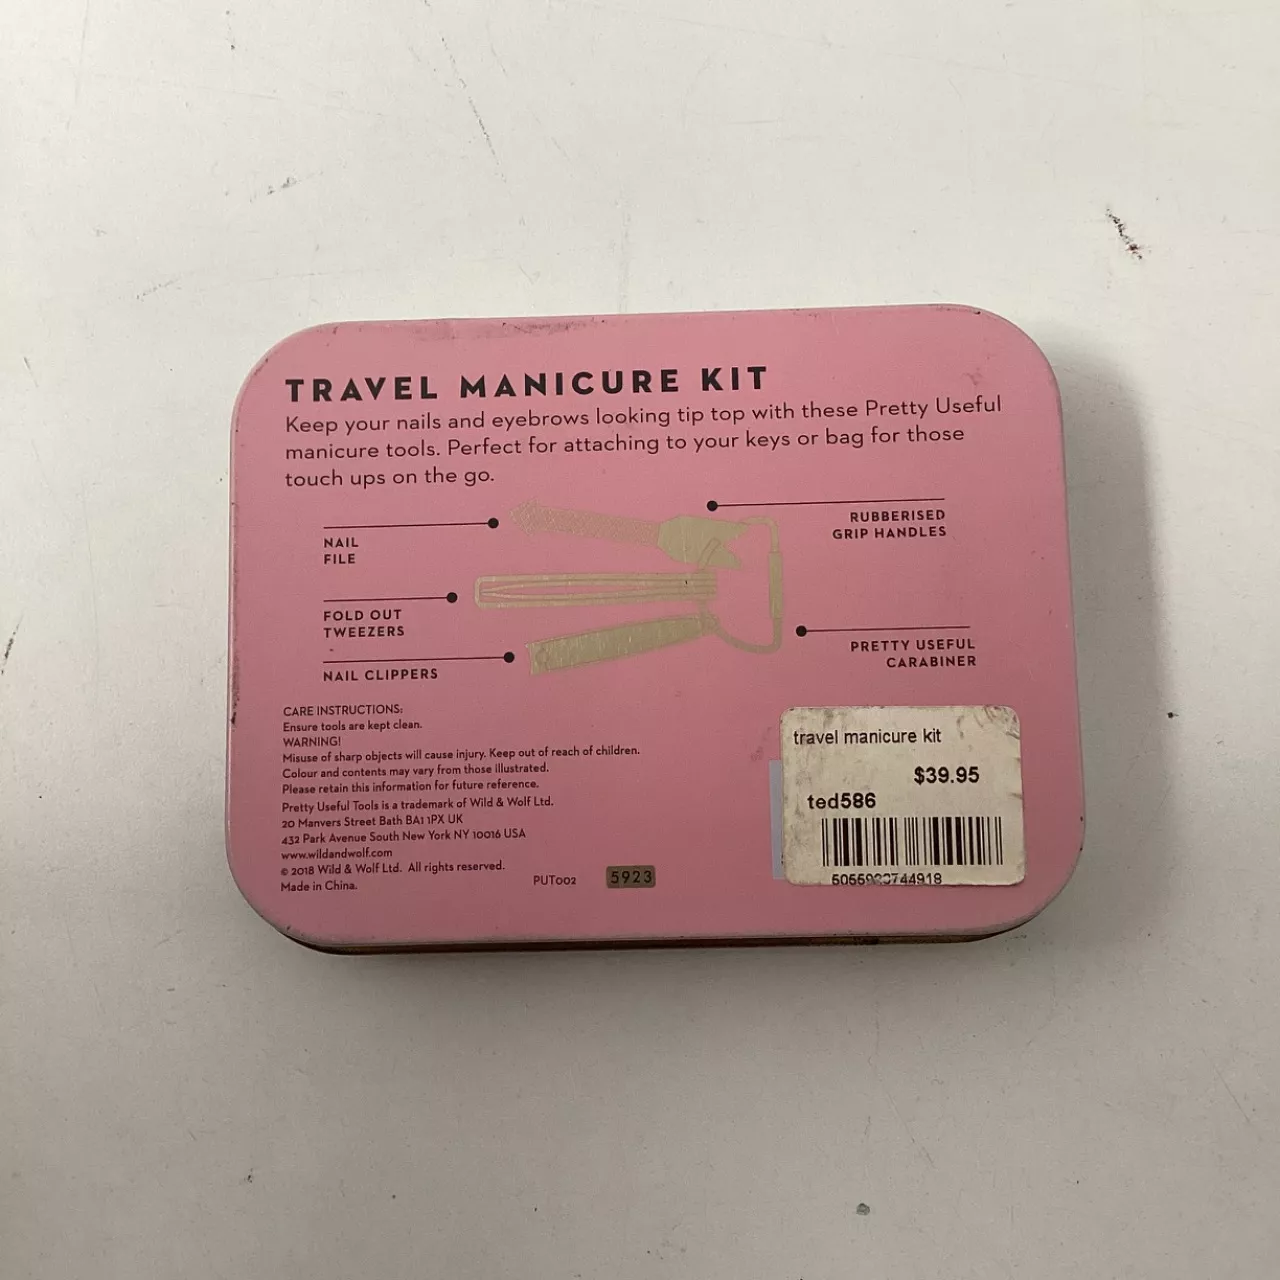 TRAVEL MANICURE KIT
Keep your nails and eyebrows looking tip top with these Pretty Useful
manicure tools. Perfect for attaching to your keys or bag for those
touch ups on the go.
NAIL
FILE
FOLD OUT
TWEEZERS
NAIL CLIPPERS
RUBBERISED
GRIP HANDLES
PRETTY USEFUL
CARABINER
CARE INSTRUCTIONS:
Ensure tools are kept clean.
WARNING!
Misuse of sharp objects will cause injury. Keep out of reach of children.
Colour and contents may vary from those illustrated.
Please retain this information for future reference.
Pretty Useful Tools is a trademark of Wild & Wolf Ltd.
20 Manvers Street Bath BA1 1PX UK
432 Park Avenue South New York NY 10016 USA
www.wildandwolf.com
© 2018 Wild & Wolf Ltd. All rights reserved.
Made in China.
PUT002
5923
travel manicure kit
$39.95
ted586